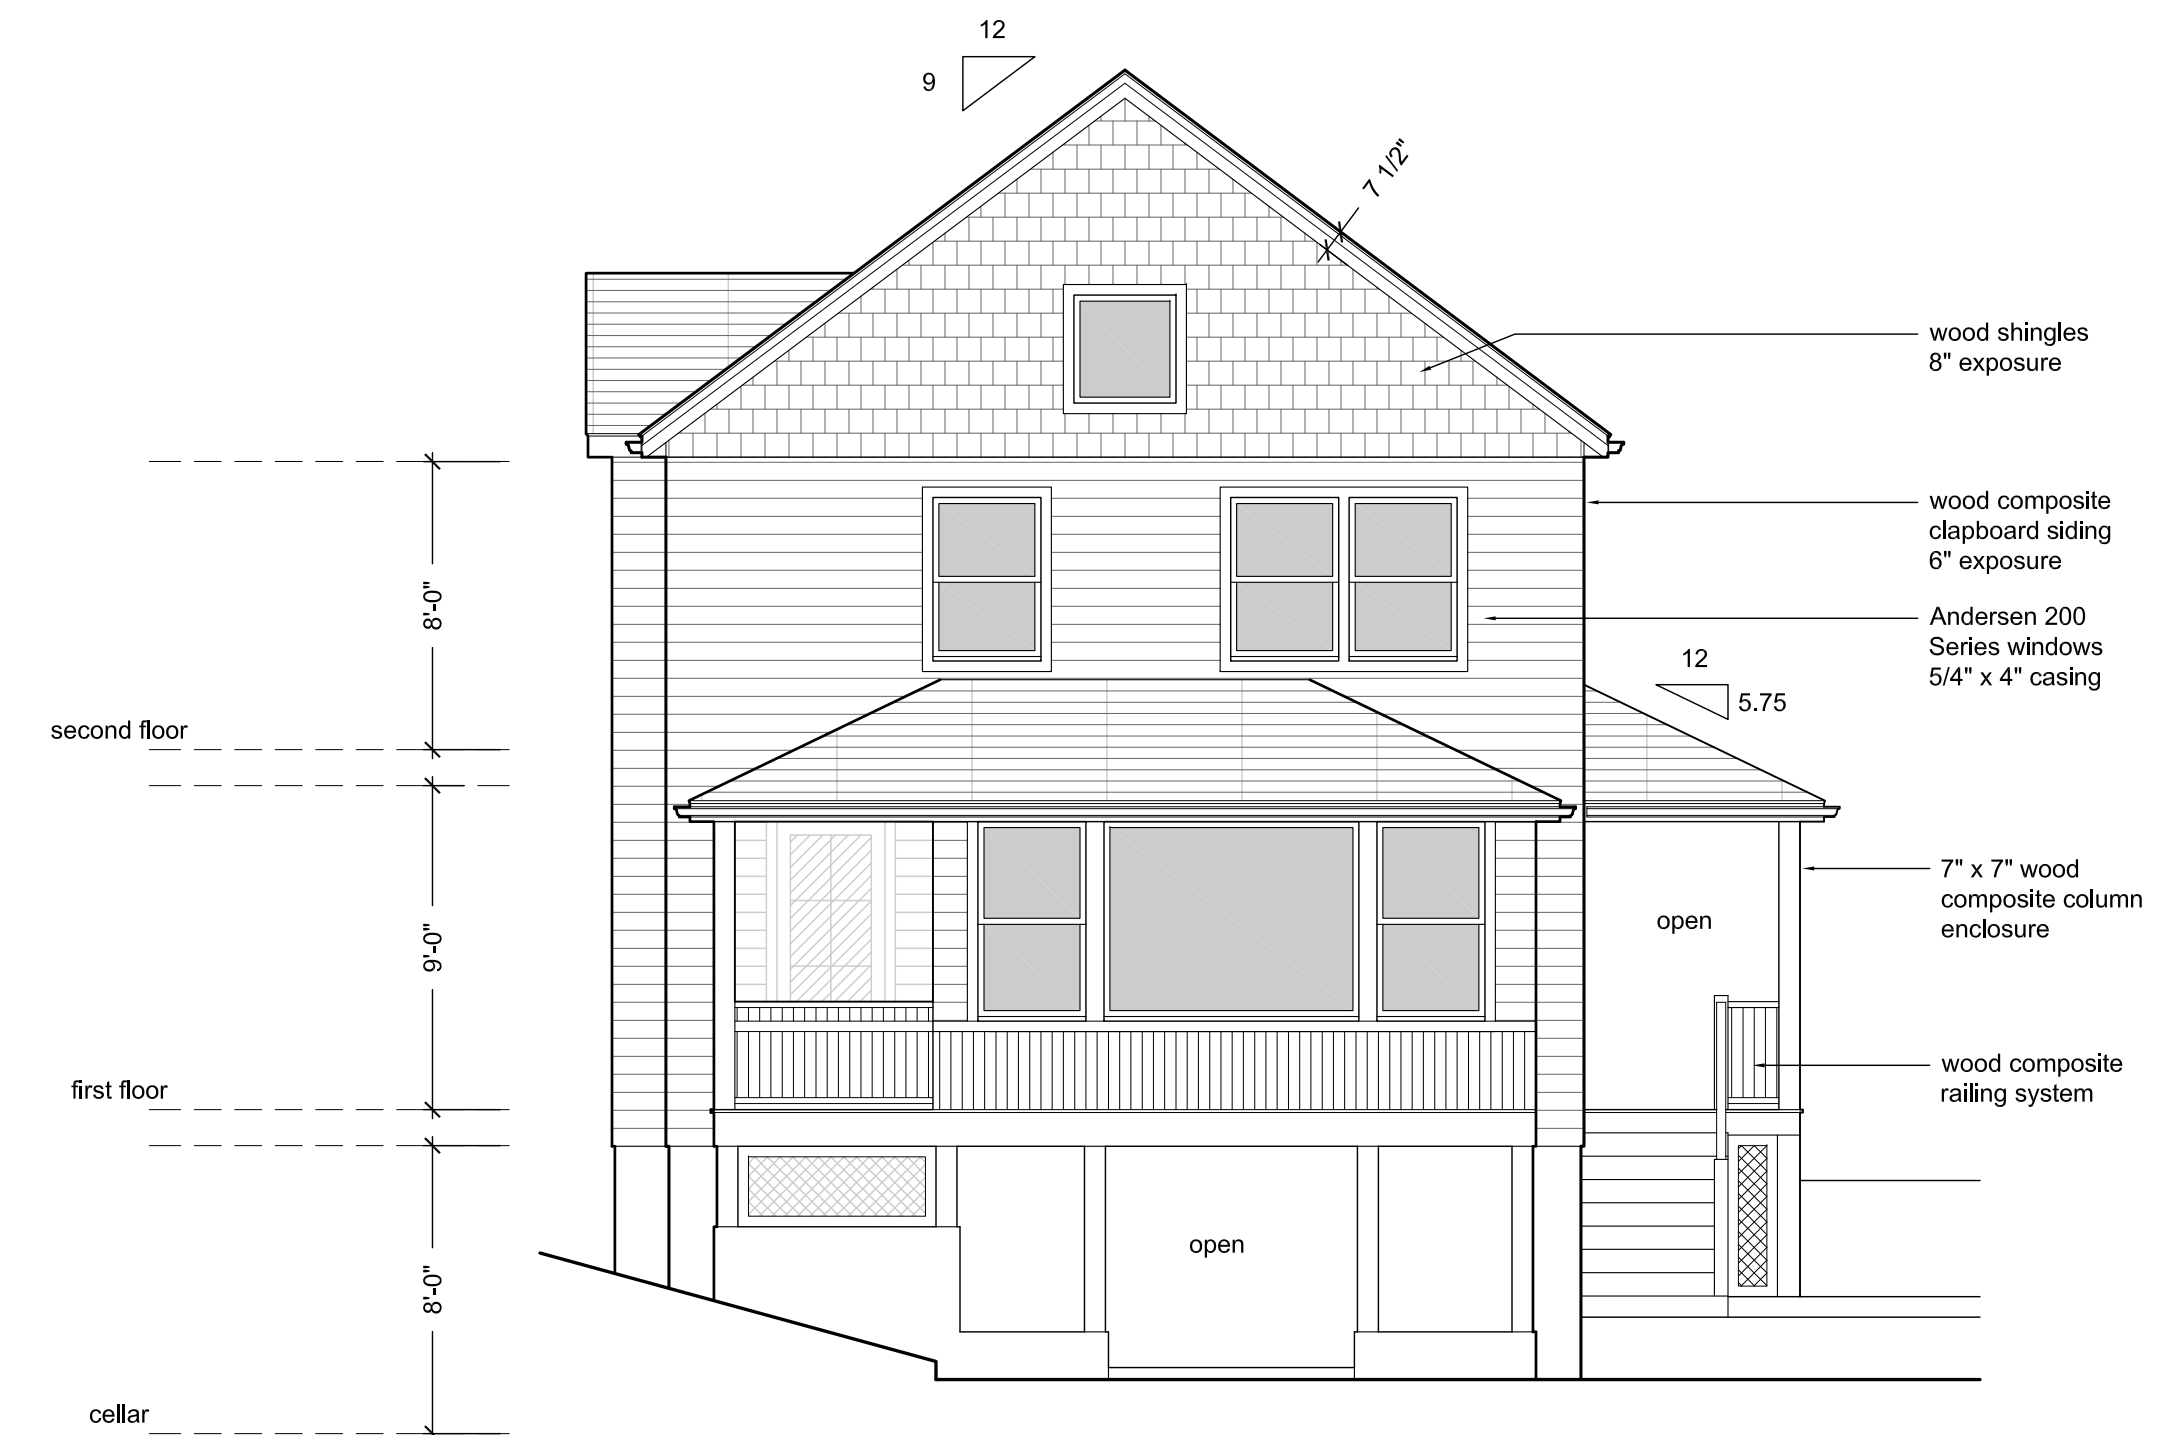 12
9
7 1/2"
wood shingles
8" exposure
wood composite
clapboard siding
6" exposure
8'-0"
Andersen 200
Series windows
5/4" x 4" casing
12
5.75
second floor
7" x 7" wood
composite column
enclosure
open
9'-0"
wood composite
railing system
first floor
open
8'-0"
cellar